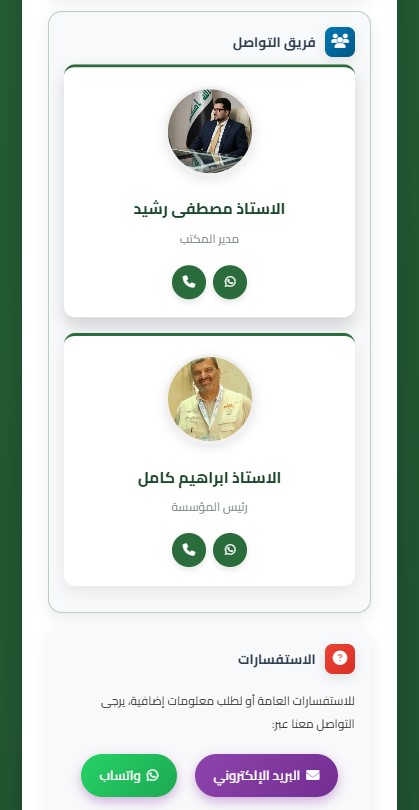 فريق التواصل
الاستاذ مصطفى رشيد
مدير المكتب
الاستاذ ابراهيم كامل
رئيس المؤسسة
الاستفسارات
للاستفسارات العامة أو لطلب معلومات إضافية، يرجى
التواصل معنا عبر:
البريد الإلكتروني
واتساب